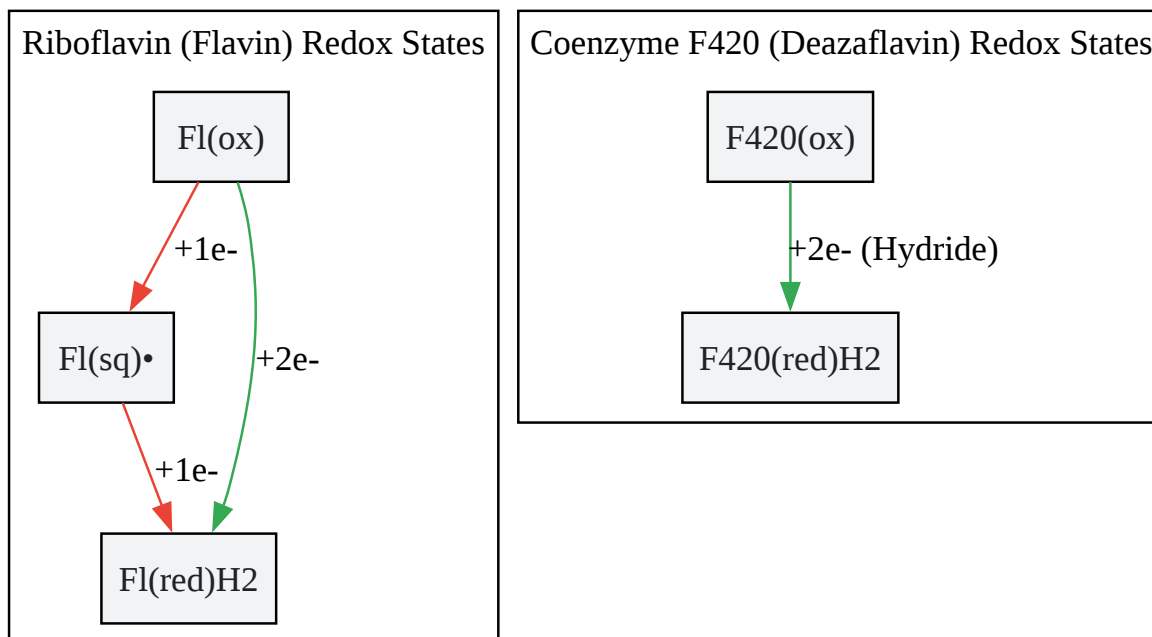 Riboflavin (Flavin) Redox States
Fl(ox)
+1e-
Fl(sq)•
+2e-
+1e-
Fl(red)H2
Coenzyme F420 (Deazaflavin) Redox States
F420(ox)
+2e- (Hydride)
F420(red)H2